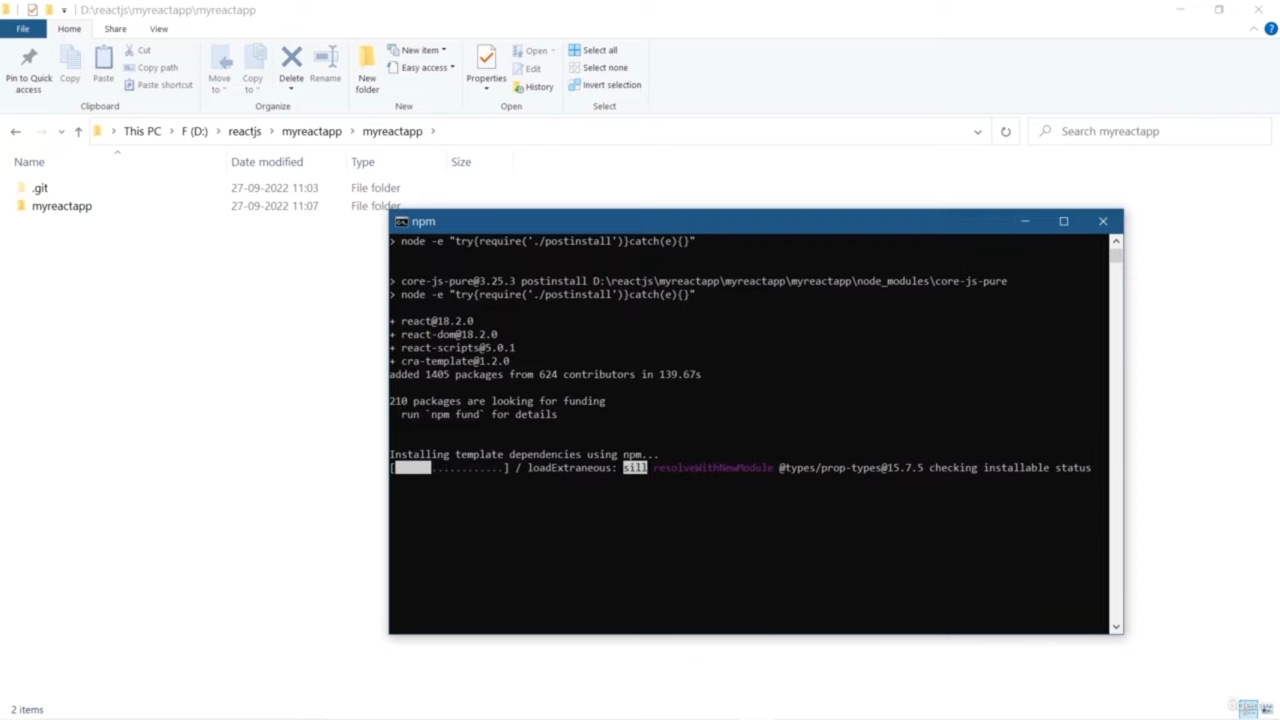 D:\reactjs\myreactapp\myreactapp
File Home Share View
Pin to Quick access
Copy
Paste
Cut
Copy path
Paste shortcut
Clipboard
Move to
Copy to
Delete
Rename
Organize
New folder
New item
Easy access
New
Properties
Open
Edit
History
Open
Select all
Select none
Invert selection
Select
This PC > F (D:) > reactjs > myreactapp > myreactapp >
Search myreactapp
Name Date modified Type Size
.git 27-09-2022 11:03 File folder
myreactapp 27-09-2022 11:07 File folder
npm
> node -e "try{require('./postinstall')}catch(e){}"
> core-js-pure@3.25.3 postinstall D:\reactjs\myreactapp\myreactapp\myreactapp\node_modules\core-js-pure
> node -e "try{require('./postinstall')}catch(e){}"
+ react@18.2.0
+ react-dom@18.2.0
+ react-scripts@5.0.1
+ cra-template@1.2.0
added 1405 packages from 624 contributors in 139.67s
210 packages are looking for funding
run `npm fund` for details
Installing template dependencies using npm...
[ ............] / loadExtraneous: sill resolveWithNewModule @types/prop-types@15.7.5 checking installable status
2 items